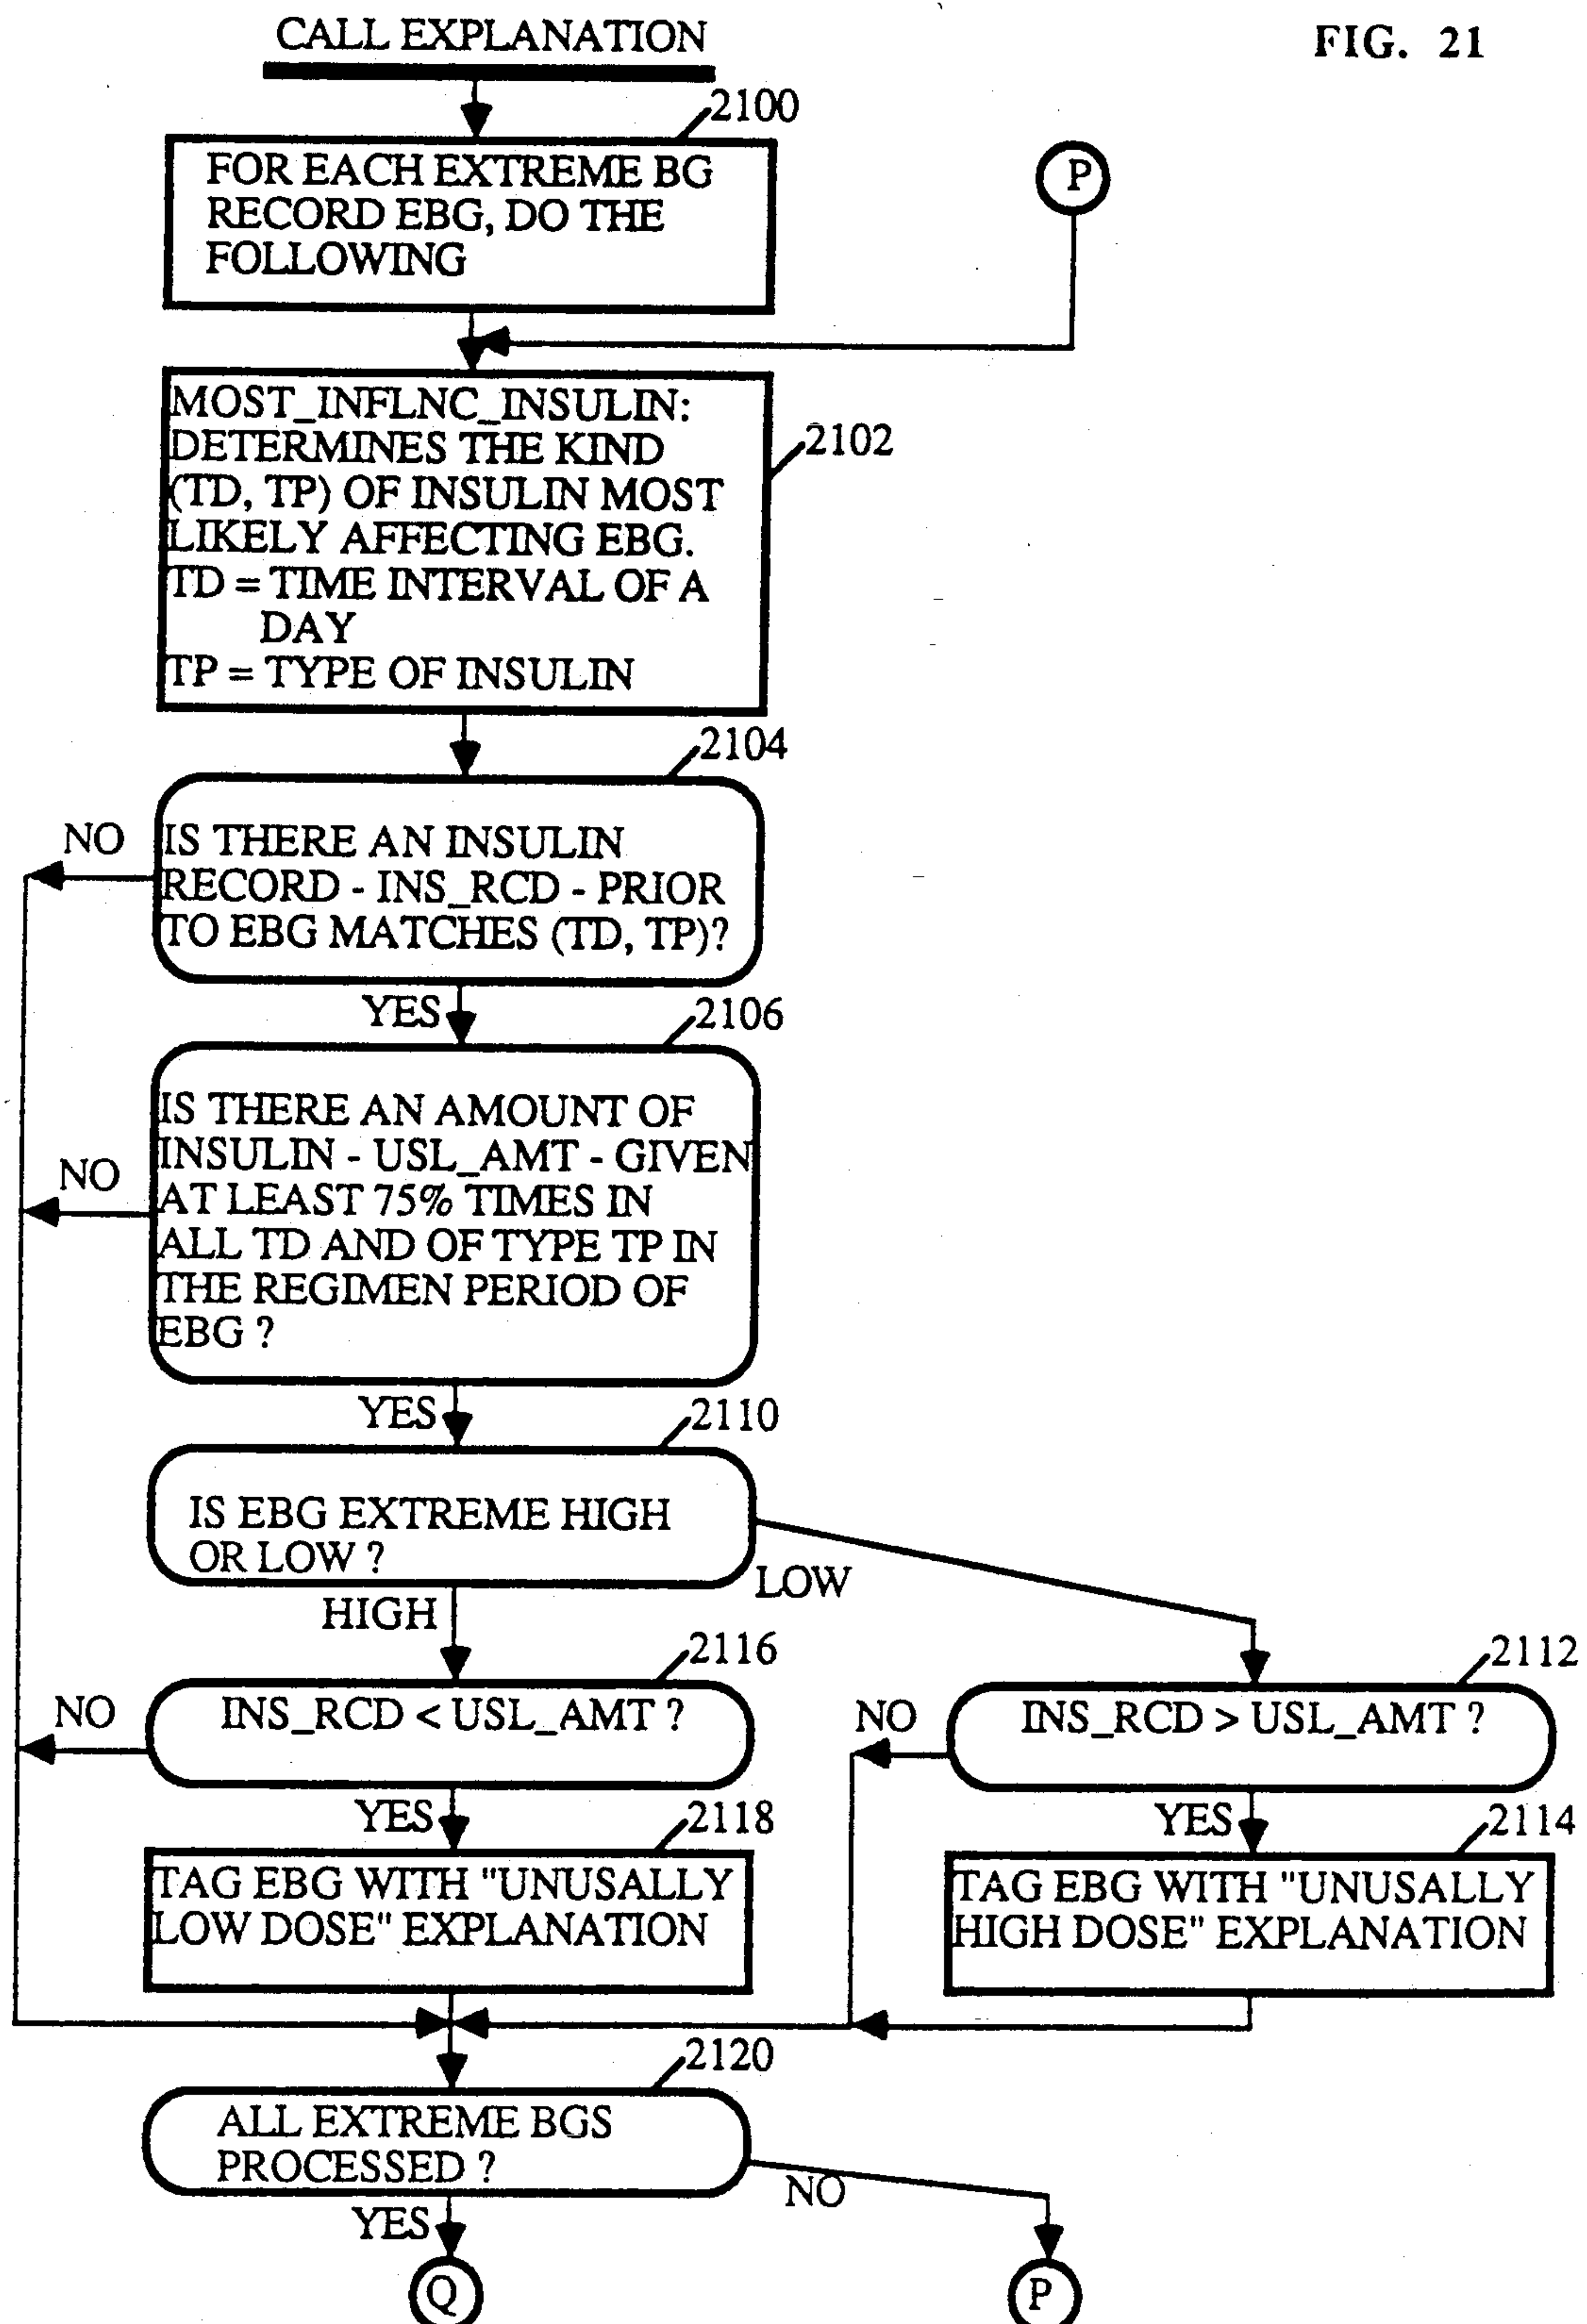 CALL EXPLANATION
FIG. 21
2100
FOR EACH EXTREME BG
RECORD EBG, DO THE
FOLLOWING
P
MOST_INFLNC_INSULIN:
DETERMINES THE KIND
(TD, TP) OF INSULIN MOST
LIKELY AFFECTING EBG.
TD = TIME INTERVAL OF A
DAY
TP = TYPE OF INSULIN
2102
2104
NO
IS THERE AN INSULIN
RECORD - INS_RCD - PRIOR
TO EBG MATCHES (TD, TP)?
YES
2106
NO
IS THERE AN AMOUNT OF
INSULIN - USL_AMT - GIVEN
AT LEAST 75% TIMES IN
ALL TD AND OF TYPE TP IN
THE REGIMEN PERIOD OF
EBG ?
YES
2110
IS EBG EXTREME HIGH
OR LOW ?
LOW
HIGH
2116
2112
NO
INS_RCD < USL_AMT ?
NO
INS_RCD > USL_AMT ?
YES
2118
YES
2114
TAG EBG WITH "UNUSALLY
LOW DOSE" EXPLANATION
TAG EBG WITH "UNUSALLY
HIGH DOSE" EXPLANATION
2120
ALL EXTREME BGS
PROCESSED ?
NO
YES
Q
P